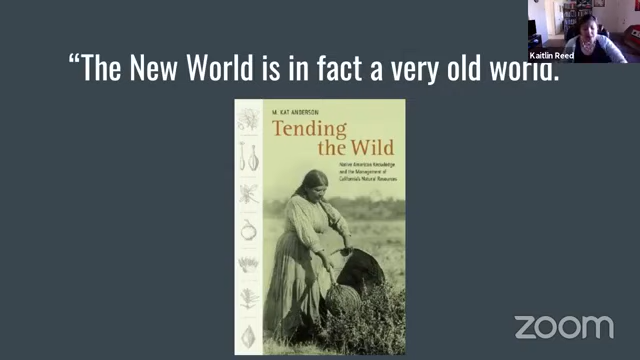 Kaitlin Reed
“The New World is in fact a very old world.
M. KAT ANDERSON
Tending
the Wild
Native American Knowledge
and the Management of
California's Natural Resources
zoom